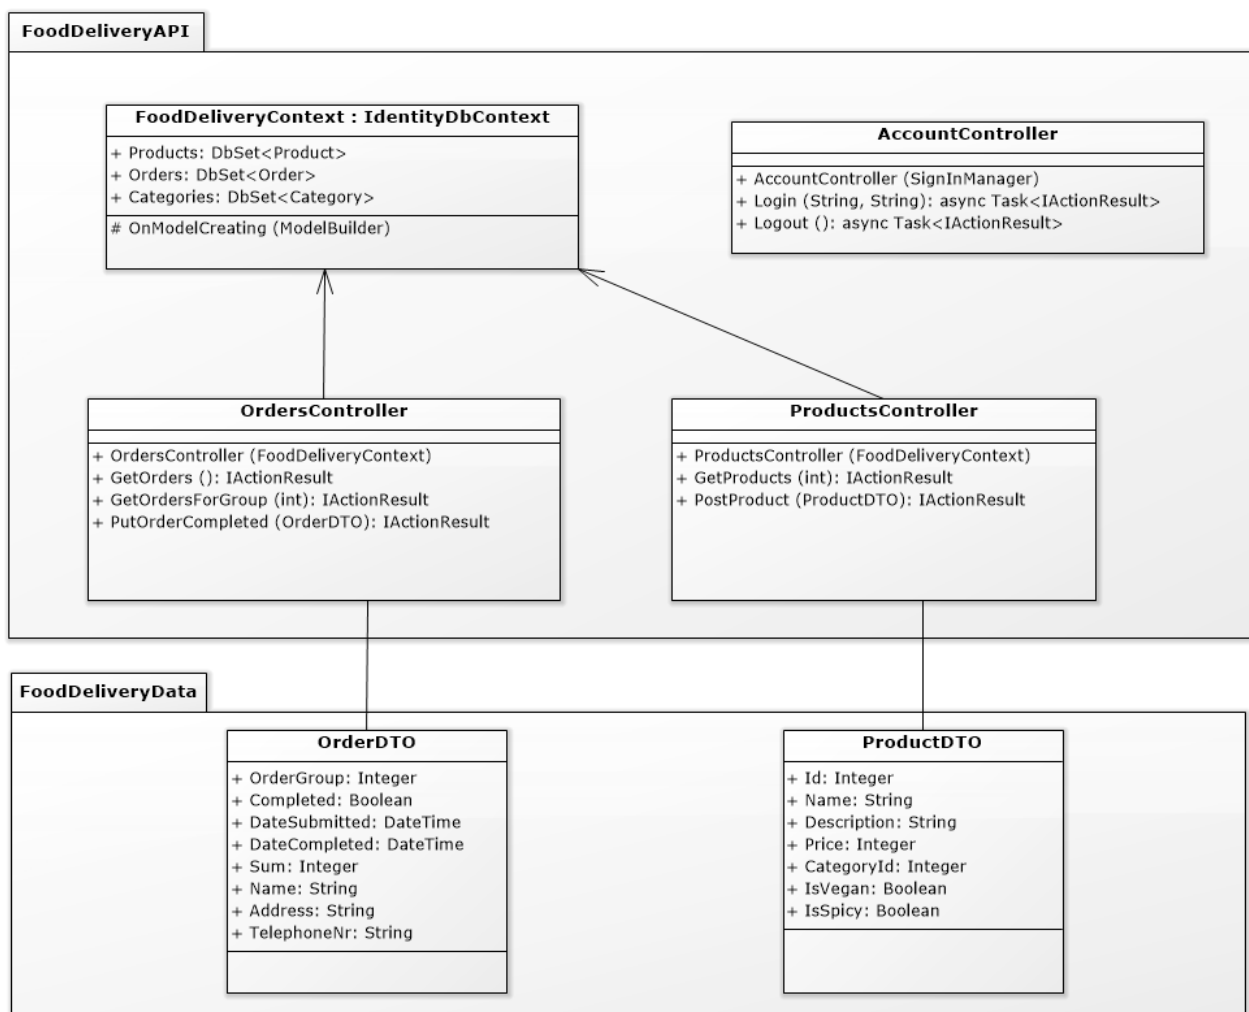 FoodDeliveryAPI
FoodDeliveryContext : IdentityDbContext
+ Products: DbSet<Product>
+ Orders: DbSet<Order>
+ Categories: DbSet<Category>
# OnModelCreating (ModelBuilder)
AccountController
+ AccountController (SignInManager)
+ Login (String, String): async Task<IActionResult>
+ Logout (): async Task<IActionResult>
OrdersController
+ OrdersController (FoodDeliveryContext)
+ GetOrders (): IActionResult
+ GetOrdersForGroup (int): IActionResult
+ PutOrderCompleted (OrderDTO): IActionResult
ProductsController
+ ProductsController (FoodDeliveryContext)
+ GetProducts (int): IActionResult
+ PostProduct (ProductDTO): IActionResult
FoodDeliveryData
OrderDTO
+ OrderGroup: Integer
+ Completed: Boolean
+ DateSubmitted: DateTime
+ DateCompleted: DateTime
+ Sum: Integer
+ Name: String
+ Address: String
+ TelephoneNr: String
ProductDTO
+ Id: Integer
+ Name: String
+ Description: String
+ Price: Integer
+ CategoryId: Integer
+ IsVegan: Boolean
+ IsSpicy: Boolean